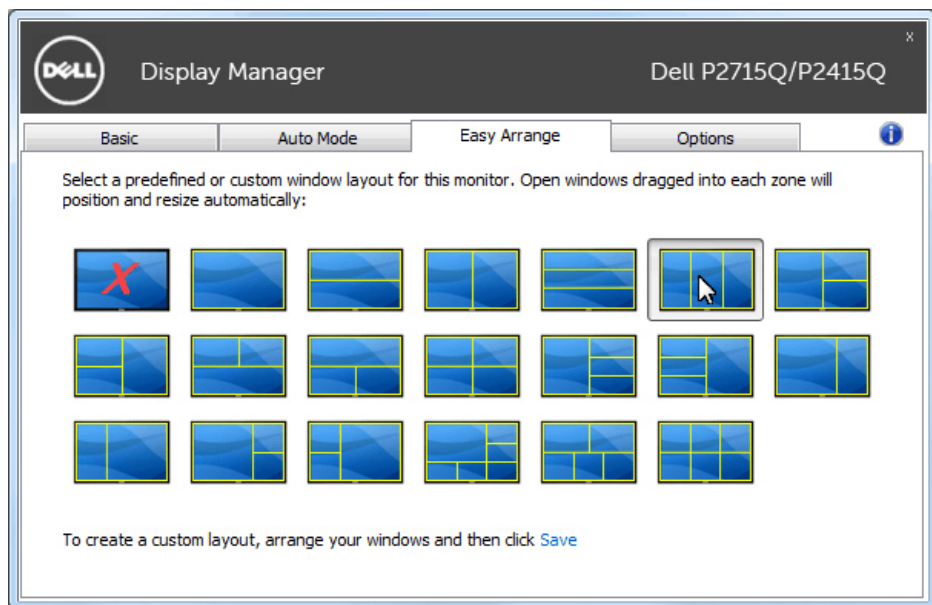 DELL
Display Manager
Dell P2715Q/P2415Q
x
Basic
Auto Mode
Easy Arrange
Options
i
Select a predefined or custom window layout for this monitor. Open windows dragged into each zone will
position and resize automatically:
X
To create a custom layout, arrange your windows and then click Save